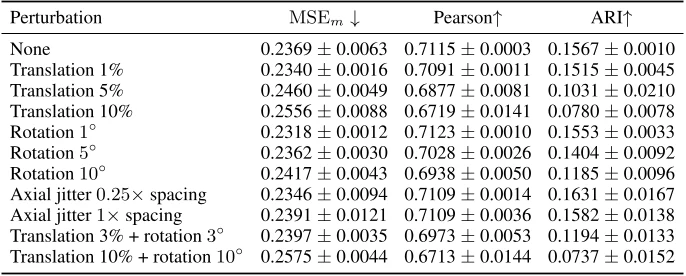 Perturbation MSEₘ ↓ Pearson↑ ARI↑
None 0.2369 ± 0.0063 0.7115 ± 0.0003 0.1567 ± 0.0010
Translation 1% 0.2340 ± 0.0016 0.7091 ± 0.0011 0.1515 ± 0.0045
Translation 5% 0.2460 ± 0.0049 0.6877 ± 0.0081 0.1031 ± 0.0210
Translation 10% 0.2556 ± 0.0088 0.6719 ± 0.0141 0.0780 ± 0.0078
Rotation 1° 0.2318 ± 0.0012 0.7123 ± 0.0010 0.1553 ± 0.0033
Rotation 5° 0.2362 ± 0.0030 0.7028 ± 0.0026 0.1404 ± 0.0092
Rotation 10° 0.2417 ± 0.0043 0.6938 ± 0.0050 0.1185 ± 0.0096
Axial jitter 0.25× spacing 0.2346 ± 0.0094 0.7109 ± 0.0014 0.1631 ± 0.0167
Axial jitter 1× spacing 0.2391 ± 0.0121 0.7109 ± 0.0036 0.1582 ± 0.0138
Translation 3% + rotation 3° 0.2397 ± 0.0035 0.6973 ± 0.0053 0.1194 ± 0.0133
Translation 10% + rotation 10° 0.2575 ± 0.0044 0.6713 ± 0.0144 0.0737 ± 0.0152